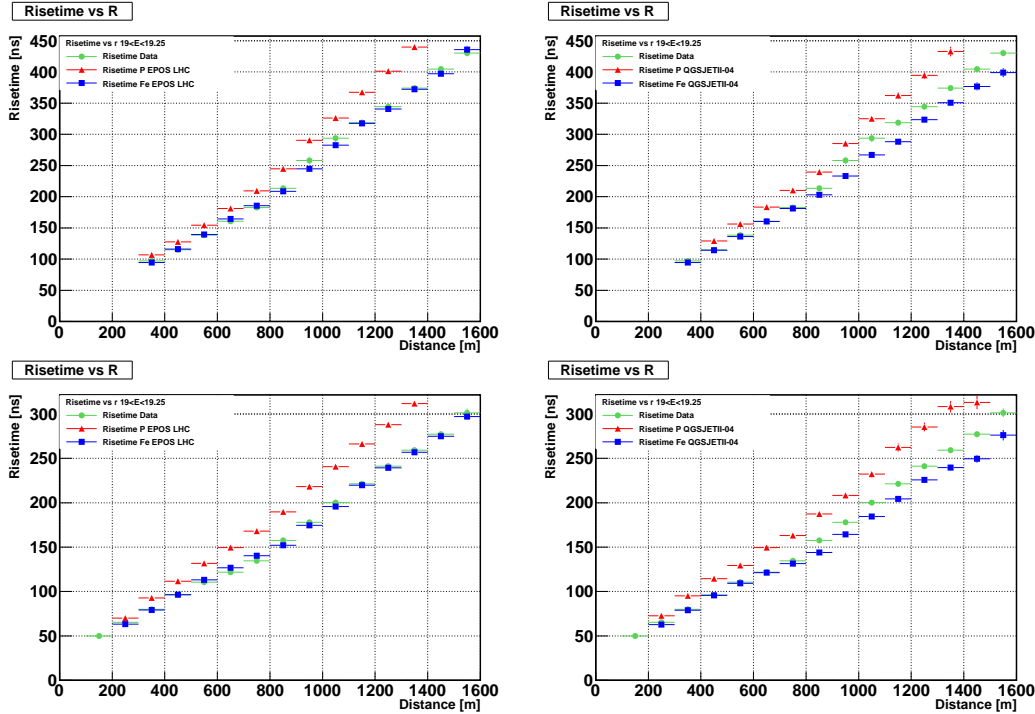 Risetime vs R
Risetime [ns]
450
400
350
300
250
200
150
100
50
0
Risetime vs r 19<E<19.25
Risetime Data
Risetime P EPOS LHC
Risetime Fe EPOS LHC
0 200 400 600 800 1000 1200 1400 1600
Distance [m]
Risetime vs R
Risetime [ns]
450
400
350
300
250
200
150
100
50
0
Risetime vs r 19<E<19.25
Risetime Data
Risetime P QGSJETII-04
Risetime Fe QGSJETII-04
0 200 400 600 800 1000 1200 1400 1600
Distance [m]
Risetime vs R
Risetime [ns]
300
250
200
150
100
50
0
Risetime vs r 19<E<19.25
Risetime Data
Risetime P EPOS LHC
Risetime Fe EPOS LHC
0 200 400 600 800 1000 1200 1400 1600
Distance [m]
Risetime vs R
Risetime [ns]
300
250
200
150
100
50
0
Risetime vs r 19<E<19.25
Risetime Data
Risetime P QGSJETII-04
Risetime Fe QGSJETII-04
0 200 400 600 800 1000 1200 1400 1600
Distance [m]